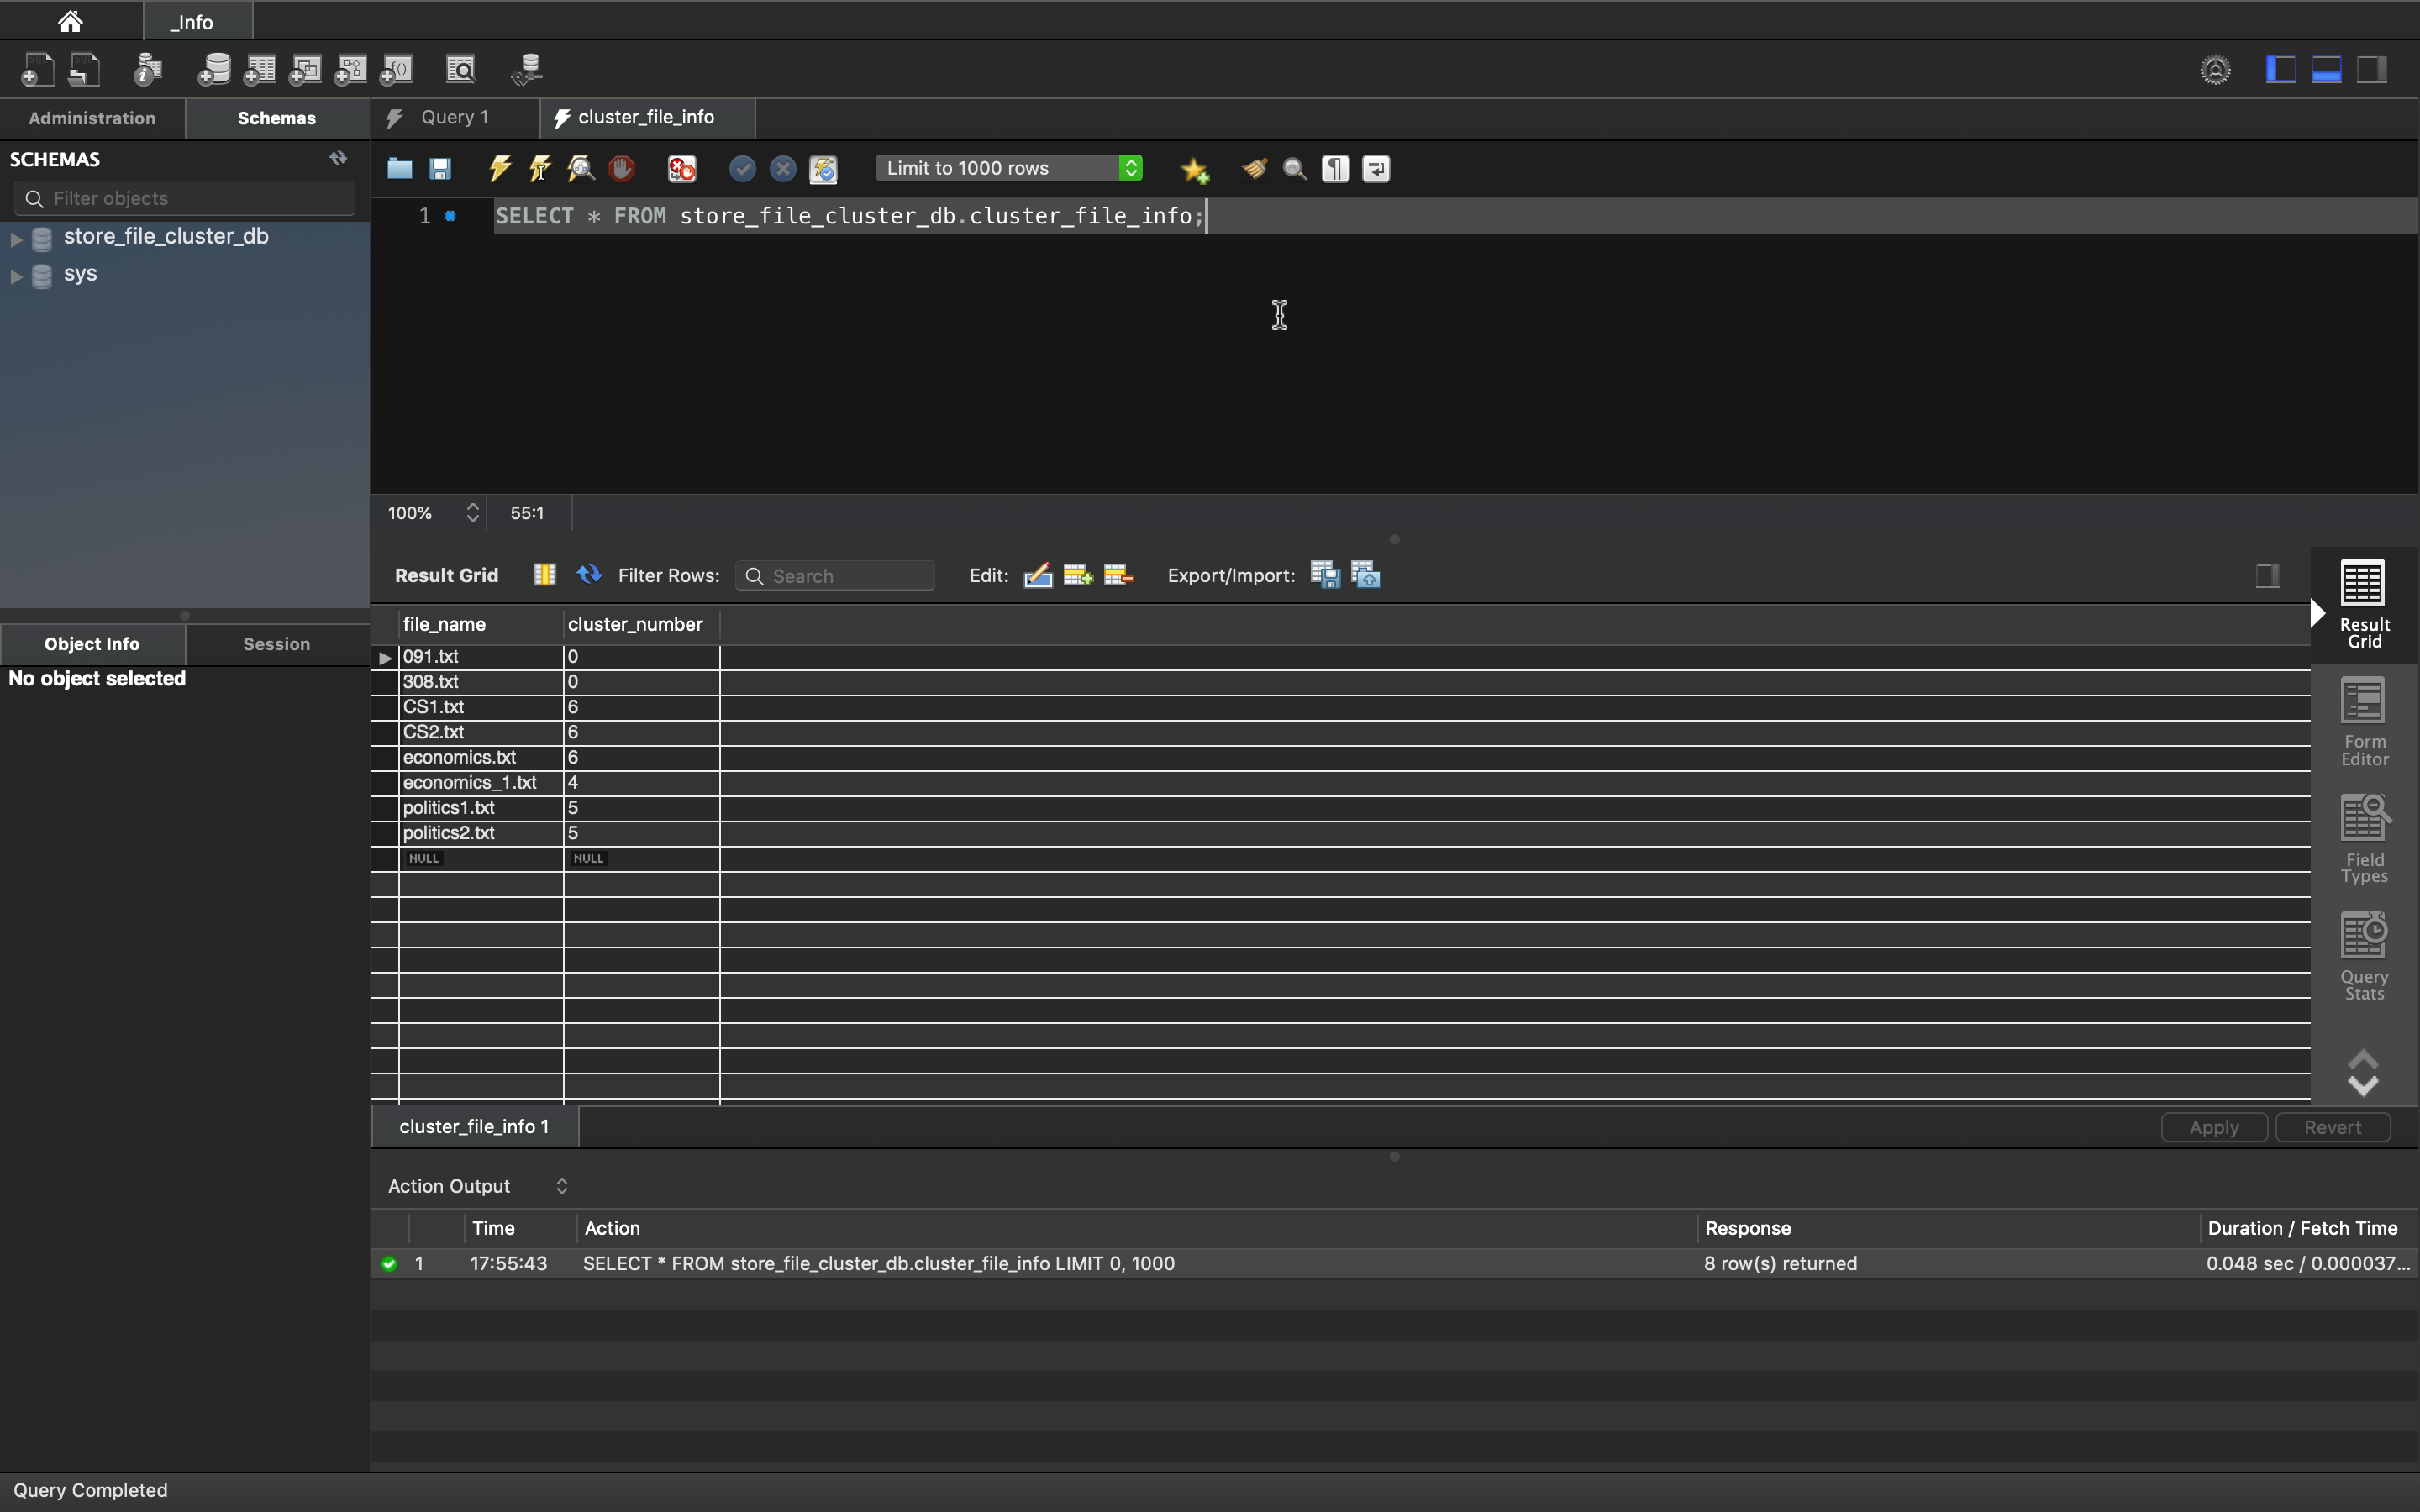 _Info
Administration Schemas
Query 1 cluster_file_info
SCHEMAS
Limit to 1000 rows
Filter objects
store_file_cluster_db
sys
1 SELECT * FROM store_file_cluster_db.cluster_file_info;
100% 55:1
Result Grid Filter Rows: Search Edit: Export/Import:
Result
Grid
Form
Editor
Field
Types
Query
Stats
file_name cluster_number
091.txt 0
308.txt 0
CS1.txt 6
CS2.txt 6
economics.txt 6
economics_1.txt 4
politics1.txt 5
politics2.txt 5
NULL NULL
Object Info Session
No object selected
cluster_file_info 1 Apply Revert
Action Output
Time Action Response Duration / Fetch Time
1 17:55:43 SELECT * FROM store_file_cluster_db.cluster_file_info LIMIT 0, 1000 8 row(s) returned 0.048 sec / 0.000037...
Query Completed